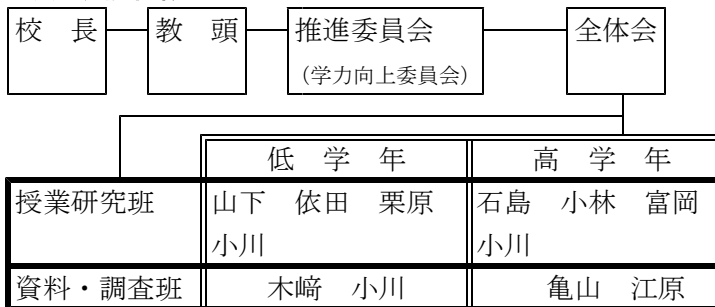 校　長　教　頭　推進委員会　全体会
（学力向上委員会）
低　学　年　高　学　年
授業研究班　山下　依田　栗原　石島　小林　富岡
小川　小川
資料・調査班　木﨑　小川　亀山　江原